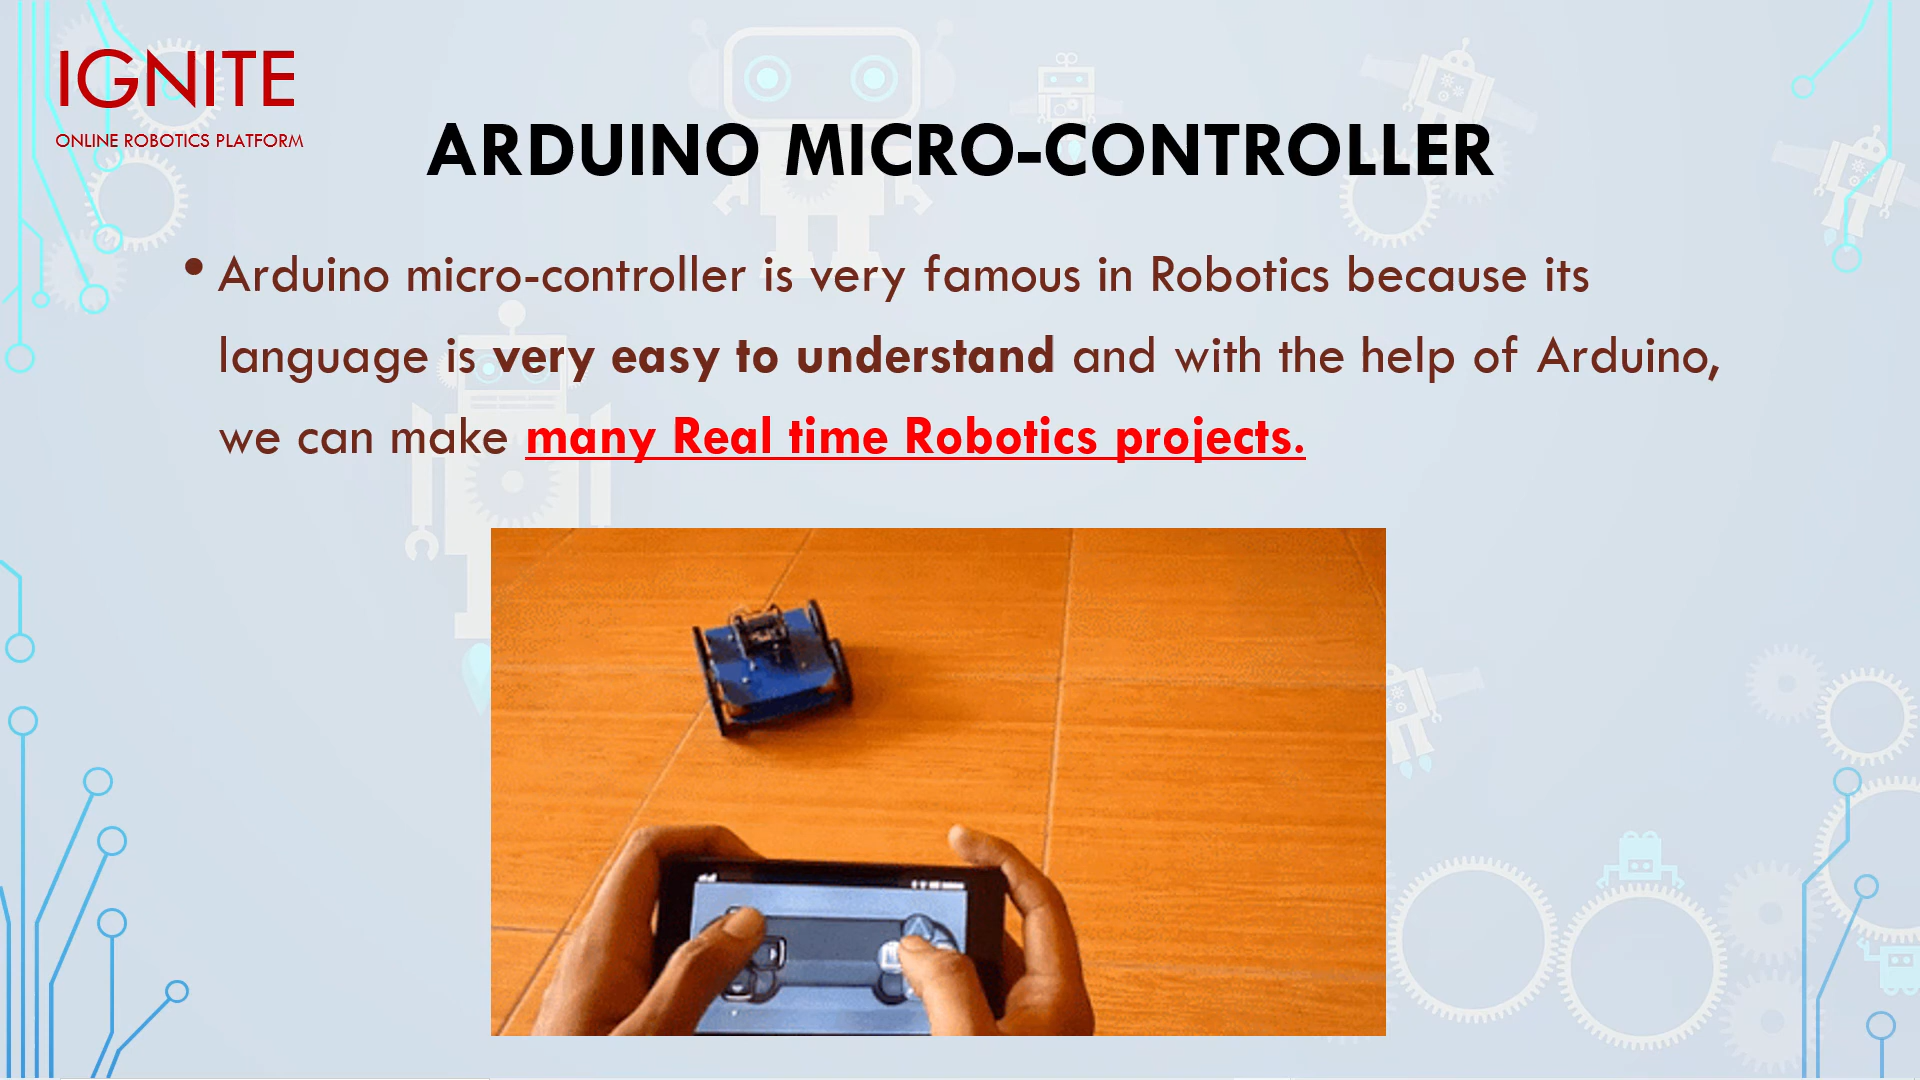 IGNITE
ONLINE ROBOTICS PLATFORM
ARDUINO MICRO-CONTROLLER
• Arduino micro-controller is very famous in Robotics because its
language is very easy to understand and with the help of Arduino,
we can make many Real time Robotics projects.